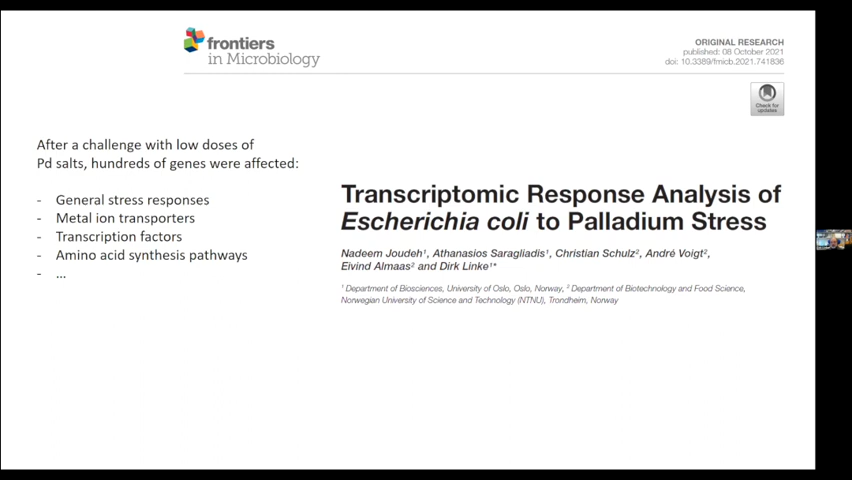 frontiers
in Microbiology
ORIGINAL RESEARCH
published: 08 October 2021
doi: 10.3389/fmicb.2021.741836
Check for
updates
After a challenge with low doses of
Pd salts, hundreds of genes were affected:
- General stress responses
- Metal ion transporters
- Transcription factors
- Amino acid synthesis pathways
- ...
Transcriptomic Response Analysis of
Escherichia coli to Palladium Stress
Nadeem Joudeh¹, Athanasios Saragliadis¹, Christian Schulz², André Voigt²,
Eivind Almaas² and Dirk Linke¹*
¹ Department of Biosciences, University of Oslo, Oslo, Norway, ² Department of Biotechnology and Food Science,
Norwegian University of Science and Technology (NTNU), Trondheim, Norway